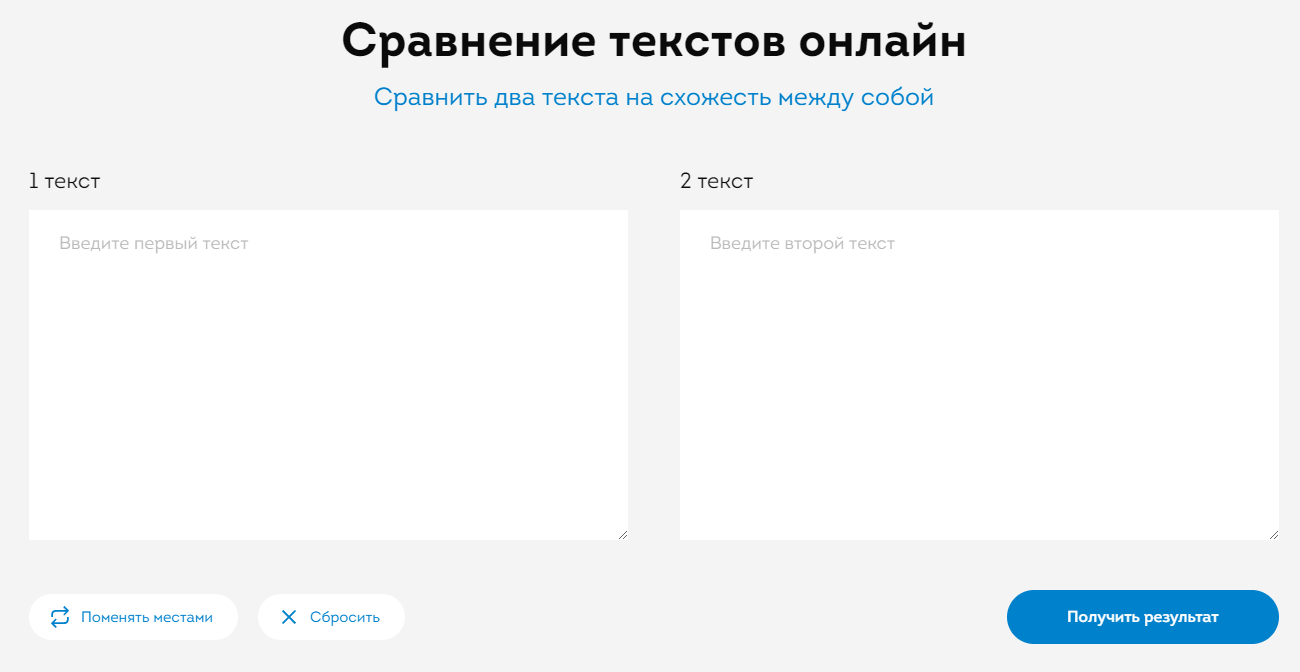 Сравнение текстов онлайн
Сравнить два текста на схожесть между собой
1 текст
2 текст
Введите первый текст
Введите второй текст
Поменять местами
Сбросить
Получить результат